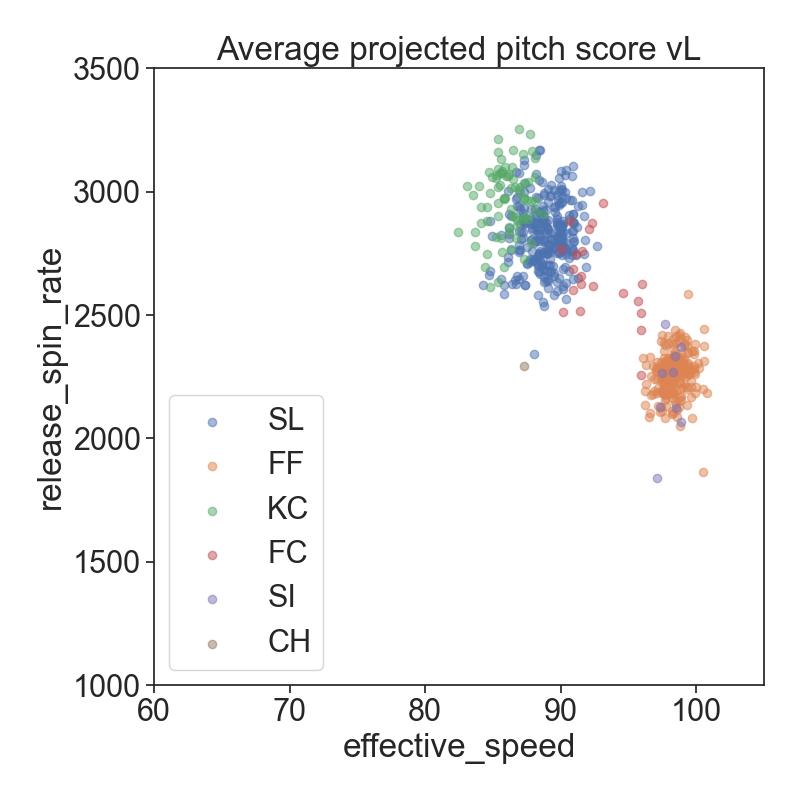 Average projected pitch score vL
3500
3000
2500
2000
1500
1000
release_spin_rate
SL
FF
KC
FC
SI
CH
60 70 80 90 100
effective_speed